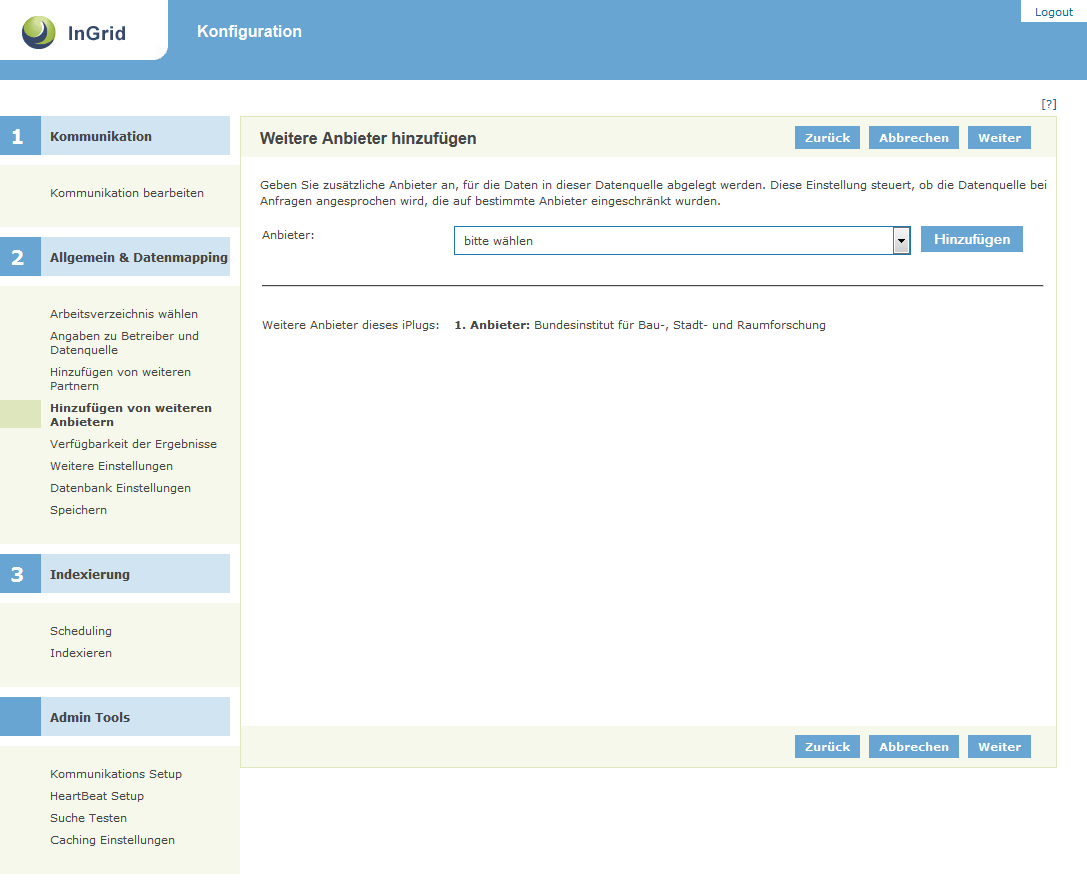 InGrid
Konfiguration
Logout
[?]
1 Kommunikation
Kommunikation bearbeiten
2 Allgemein & Datenmapping
Arbeitsverzeichnis wählen
Angaben zu Betreiber und
Datenquelle
Hinzufügen von weiteren
Partnern
Hinzufügen von weiteren
Anbietern
Verfügbarkeit der Ergebnisse
Weitere Einstellungen
Datenbank Einstellungen
Speichern
3 Indexierung
Scheduling
Indexieren
Admin Tools
Kommunikations Setup
HeartBeat Setup
Suche Testen
Caching Einstellungen
Weitere Anbieter hinzufügen
Zurück Abbrechen Weiter
Geben Sie zusätzliche Anbieter an, für die Daten in dieser Datenquelle abgelegt werden. Diese Einstellung steuert, ob die Datenquelle bei
Anfragen angesprochen wird, die auf bestimmte Anbieter eingeschränkt wurden.
Anbieter: bitte wählen Hinzufügen
Weitere Anbieter dieses iPlugs: 1. Anbieter: Bundesinstitut für Bau-, Stadt- und Raumforschung
Zurück Abbrechen Weiter